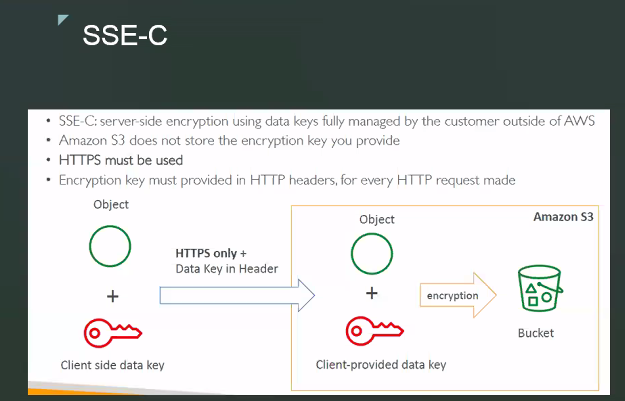 SSE-C
• SSE-C: server-side encryption using data keys fully managed by the customer outside of AWS
• Amazon S3 does not store the encryption key you provide
• HTTPS must be used
• Encryption key must provided in HTTP headers, for every HTTP request made
Object
Object
Amazon S3
HTTPS only +
Data Key in Header
+
+
encryption
Bucket
Client side data key
Client-provided data key